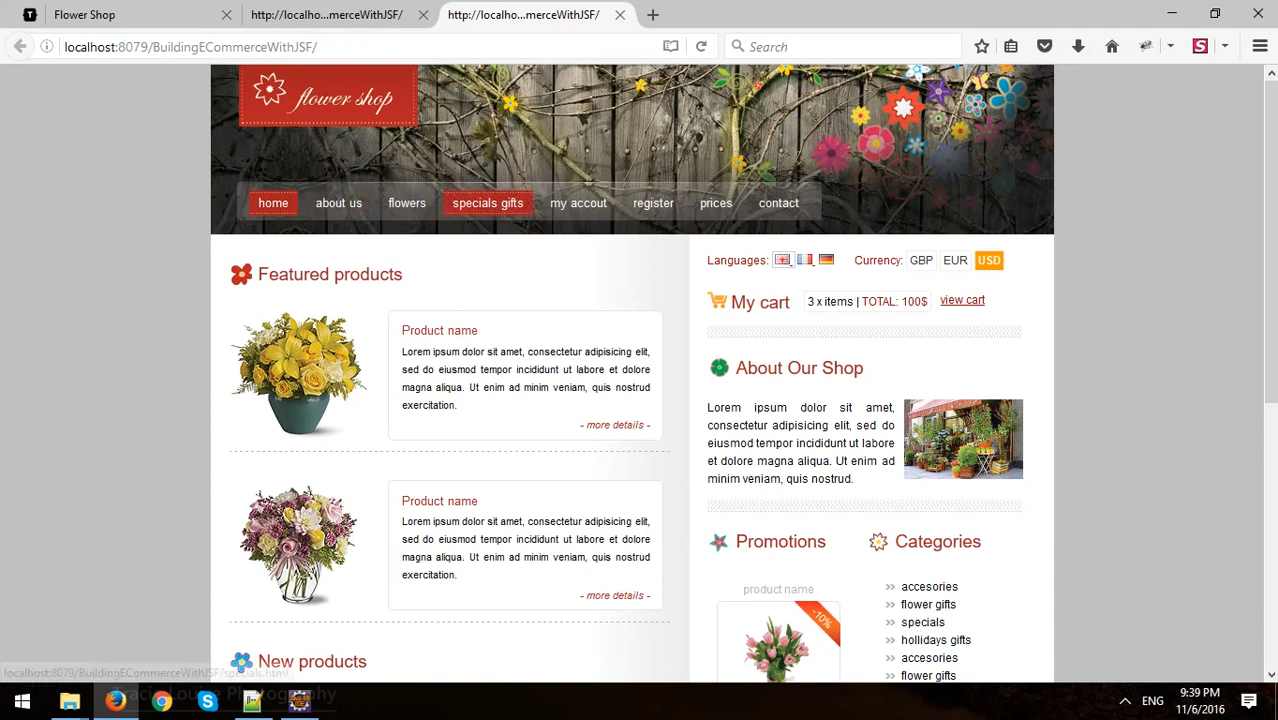 Flower Shop
http://localho...merceWithJSF/
http://localho...merceWithJSF/
localhost:8079/BuildingECommerceWithJSF/
Search
flower shop
home
about us
flowers
specials gifts
my accout
register
prices
contact
Featured products
Product name
Lorem ipsum dolor sit amet, consectetur adipisicing elit,
sed do eiusmod tempor incididunt ut labore et dolore
magna aliqua. Ut enim ad minim veniam, quis nostrud
exercitation.
- more details -
Product name
Lorem ipsum dolor sit amet, consectetur adipisicing elit,
sed do eiusmod tempor incididunt ut labore et dolore
magna aliqua. Ut enim ad minim veniam, quis nostrud
exercitation.
- more details -
New products
Languages:
Currency: GBP EUR USD
My cart
3 x items | TOTAL: 100$
view cart
About Our Shop
Lorem ipsum dolor sit amet,
consectetur adipisicing elit, sed do
eiusmod tempor incididunt ut labore
et dolore magna aliqua. Ut enim ad
minim veniam, quis nostrud.
Promotions
product name
-10%
Categories
accesories
flower gifts
specials
hollidays gifts
accesories
flower gifts
localhost:8079/BuildingECommerceWithJSF/specials.html
Gracie Louise Photography
ENG
9:39 PM
11/6/2016